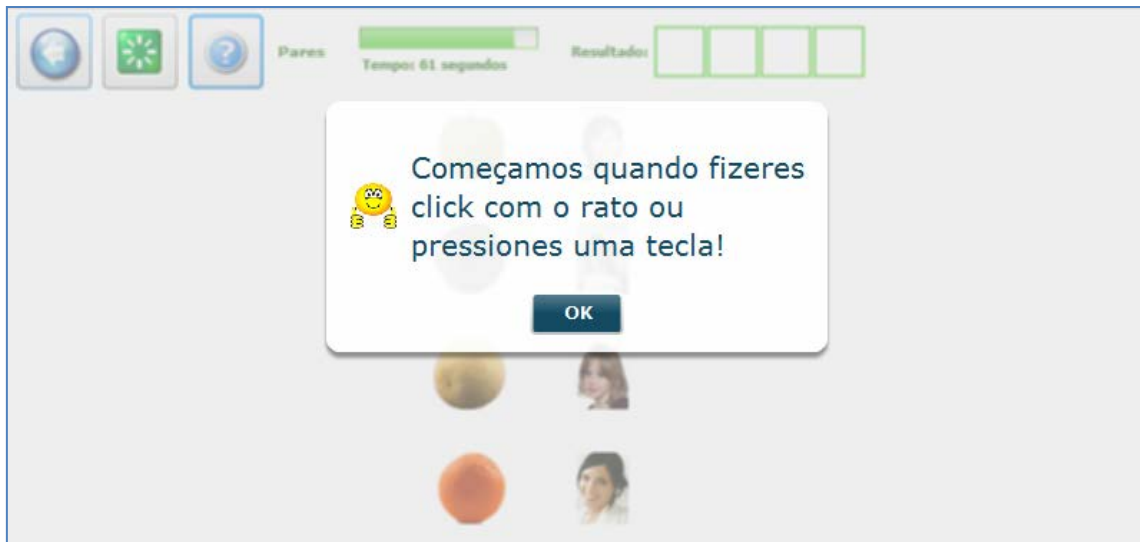 Pares
Tempo: 61 segundos
Resultado:
Começamos quando fizeres
click com o rato ou
pressiones uma tecla!
OK